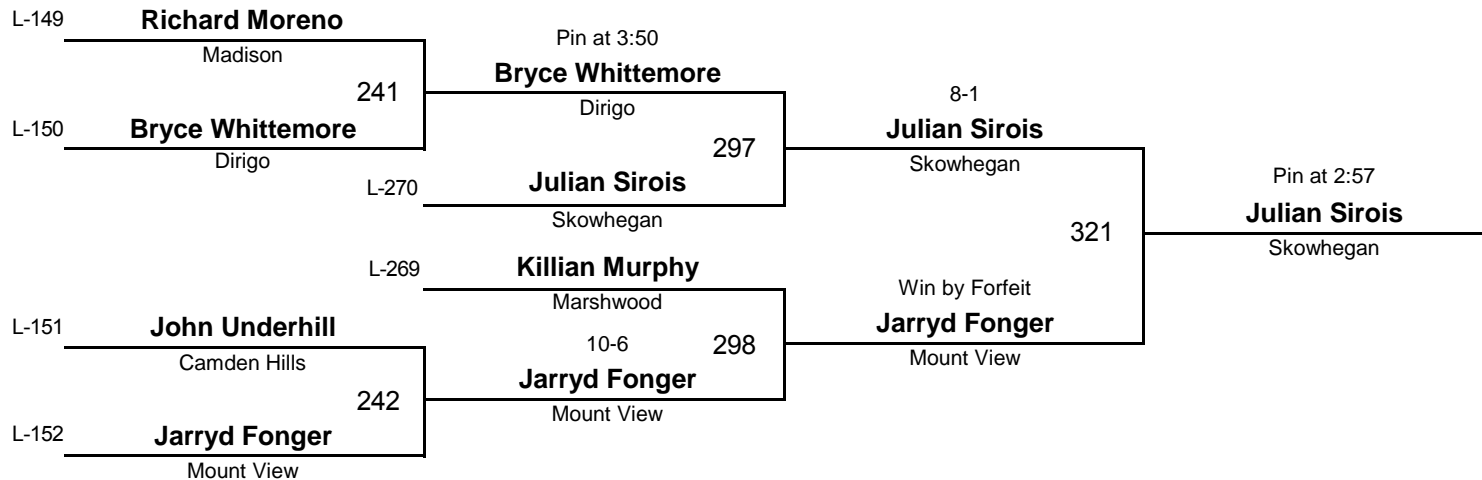 L-149
Richard Moreno
Madison
241
L-150
Bryce Whittemore
Dirigo
Pin at 3:50
Bryce Whittemore
Dirigo
297
L-270
Julian Sirois
Skowhegan
8-1
Julian Sirois
Skowhegan
321
Pin at 2:57
Julian Sirois
Skowhegan
L-269
Killian Murphy
Marshwood
298
L-151
John Underhill
Camden Hills
242
L-152
Jarryd Fonger
Mount View
10-6
Jarryd Fonger
Mount View
Win by Forfeit
Jarryd Fonger
Mount View